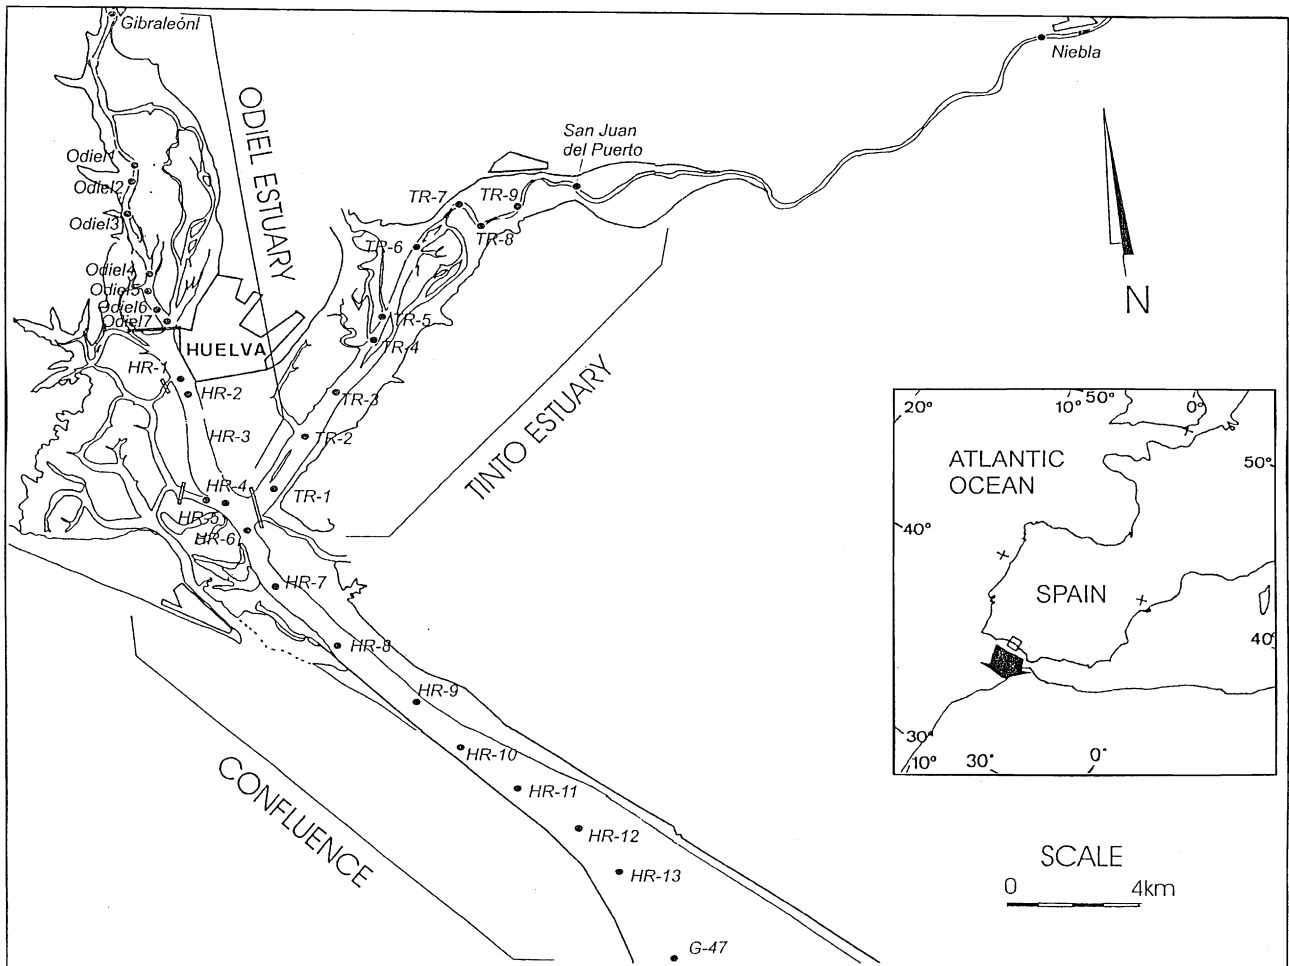 Gibraleónl
Niebla
ODIEL ESTUARY
San Juan
del Puerto
Odiel1
Odiel2
Odiel3
TR-7
TR-9
TR-8
TR-6
Odiel4
Odiel5
Odiel6
Odiel7
TR-5
TR-4
HUELVA
HR-1
HR-2
TR-3
HR-3
TR-2
HR-4
TR-1
HR-5
HR-6
TINTO ESTUARY
HR-7
HR-8
HR-9
HR-10
HR-11
HR-12
HR-13
G-47
CONFLUENCE
N
20°
10°
50°
0°
ATLANTIC
OCEAN
50°
40°
SPAIN
40°
30°
10°
30°
0°
SCALE
0
4km